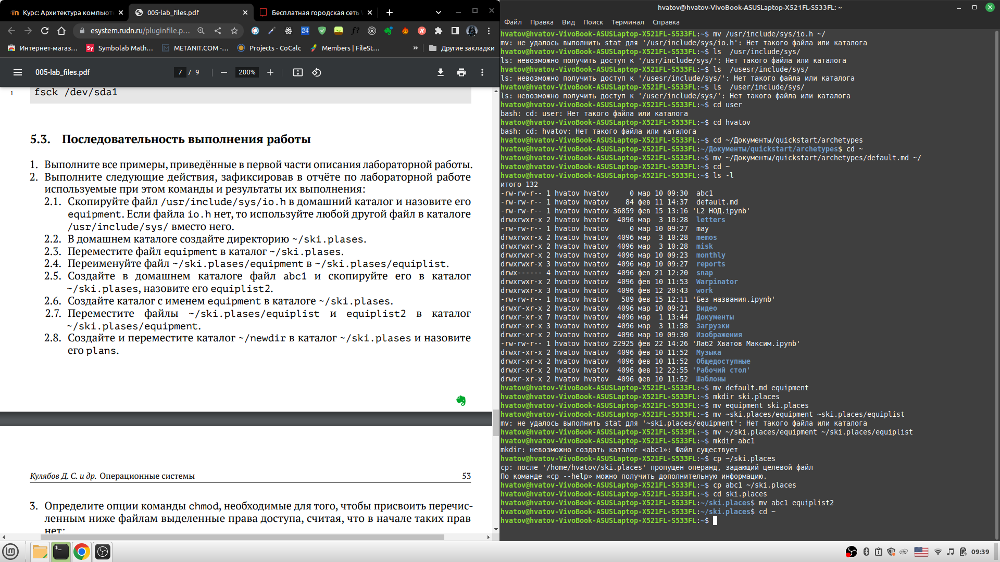 Курс: Архитектура компьют
005-lab_files.pdf
Бесплатная городская сеть
esystem.rudn.ru/pluginfile.p...
24
f?
Интернет-магаз...
Sy
Symbolab Math...
METANIT.COM -...
Projects - CoCalc
Members | FileSt...
»
Другие закладки
005-lab_files.pdf
7 / 9
200%
1
fsck /dev/sda1
5.3. Последовательность выполнения работы
1. Выполните все примеры, приведённые в первой части описания лабораторной работы.
2. Выполните следующие действия, зафиксировав в отчёте по лабораторной работе
используемые при этом команды и результаты их выполнения:
2.1. Скопируйте файл /usr/include/sys/io.h в домашний каталог и назовите его
equipment. Если файла io.h нет, то используйте любой другой файл в каталоге
/usr/include/sys/ вместо него.
2.2. В домашнем каталоге создайте директорию ~/ski.plases.
2.3. Переместите файл equipment в каталог ~/ski.plases.
2.4. Переименуйте файл ~/ski.plases/equipment в ~/ski.plases/equiplist.
2.5. Создайте в домашнем каталоге файл abc1 и скопируйте его в каталог
~/ski.plases, назовите его equiplist2.
2.6. Создайте каталог с именем equipment в каталоге ~/ski.plases.
2.7. Переместите файлы ~/ski.plases/equiplist и equiplist2 в каталог
~/ski.plases/equipment.
2.8. Создайте и переместите каталог ~/newdir в каталог ~/ski.plases и назовите
его plans.
Кулябов Д. С. и др. Операционные системы
53
3. Определите опции команды chmod, необходимые для того, чтобы присвоить перечис-
ленным ниже файлам выделенные права доступа, считая, что в начале таких прав
нет:
hvatov@hvatov-VivoBook-ASUSLaptop-X521FL-S533FL: ~
Файл Правка Вид Поиск Терминал Справка
hvatov@hvatov-VivoBook-ASUSLaptop-X521FL-S533FL:~$ mv /usr/include/sys/io.h ~/
mv: не удалось выполнить stat для '/usr/include/sys/io.h': Нет такого файла или каталога
hvatov@hvatov-VivoBook-ASUSLaptop-X521FL-S533FL:~$ ls  /usr/include/sys/
ls: невозможно получить доступ к '/usr/include/sys/': Нет такого файла или каталога
hvatov@hvatov-VivoBook-ASUSLaptop-X521FL-S533FL:~$ ls  /usesr/include/sys/
ls: невозможно получить доступ к '/usesr/include/sys/': Нет такого файла или каталога
hvatov@hvatov-VivoBook-ASUSLaptop-X521FL-S533FL:~$ ls  /user/include/sys/
ls: невозможно получить доступ к '/user/include/sys/': Нет такого файла или каталога
hvatov@hvatov-VivoBook-ASUSLaptop-X521FL-S533FL:~$ cd user
bash: cd: user: Нет такого файла или каталога
hvatov@hvatov-VivoBook-ASUSLaptop-X521FL-S533FL:~$ cd hvatov
bash: cd: hvatov: Нет такого файла или каталога
hvatov@hvatov-VivoBook-ASUSLaptop-X521FL-S533FL:~$ cd ~/Документы/quickstart/archetypes
hvatov@hvatov-VivoBook-ASUSLaptop-X521FL-S533FL:~/Документы/quickstart/archetypes$ cd ~
hvatov@hvatov-VivoBook-ASUSLaptop-X521FL-S533FL:~$ mv ~/Документы/quickstart/archetypes/default.md ~/
hvatov@hvatov-VivoBook-ASUSLaptop-X521FL-S533FL:~$ cd ~
hvatov@hvatov-VivoBook-ASUSLaptop-X521FL-S533FL:~$ ls -l
итого 132
-rw-rw-r-- 1 hvatov hvatov     0 мар 10 09:30  abc1
-rw-rw-r-- 1 hvatov hvatov    84 фев 11 14:37  default.md
-rw-rw-r-- 1 hvatov hvatov 36859 фев 15 13:16 'L2 НОД.ipynb'
drwxrwxr-x 2 hvatov hvatov  4096 мар  3 10:28  letters
-rw-rw-r-- 1 hvatov hvatov     0 мар 10 09:27  may
drwxrwxr-x 2 hvatov hvatov  4096 мар  3 10:28  memos
drwxrwxr-x 2 hvatov hvatov  4096 мар  3 10:28  misk
drwxrwxr-x 2 hvatov hvatov  4096 мар 10 09:23  monthly
drwxrwxr-x 3 hvatov hvatov  4096 мар 10 09:27  reports
drwx------ 4 hvatov hvatov  4096 фев 21 12:20  snap
drwxrwxr-x 2 hvatov hvatov  4096 фев 10 11:53  Warpinator
drwxrwxr-x 3 hvatov hvatov  4096 фев 12 20:43  work
-rw-rw-r-- 1 hvatov hvatov   589 фев 15 12:11 'Без названия.ipynb'
drwxr-xr-x 2 hvatov hvatov  4096 мар 10 09:21  Видео
drwxr-xr-x 7 hvatov hvatov  4096 мар  1 13:44  Документы
drwxr-xr-x 3 hvatov hvatov  4096 мар  3 11:58  Загрузки
drwxr-xr-x 2 hvatov hvatov  4096 мар 10 09:30  Изображения
-rw-rw-r-- 1 hvatov hvatov 22925 фев 22 14:26 'Лаб2 Хватов Максим.ipynb'
drwxr-xr-x 2 hvatov hvatov  4096 фев 10 11:52  Музыка
drwxr-xr-x 2 hvatov hvatov  4096 фев 10 11:52  Общедоступные
drwxr-xr-x 2 hvatov hvatov  4096 фев 12 22:55 'Рабочий стол'
drwxr-xr-x 2 hvatov hvatov  4096 фев 10 11:52  Шаблоны
hvatov@hvatov-VivoBook-ASUSLaptop-X521FL-S533FL:~$ mv default.md equipment
hvatov@hvatov-VivoBook-ASUSLaptop-X521FL-S533FL:~$ mkdir ski.places
hvatov@hvatov-VivoBook-ASUSLaptop-X521FL-S533FL:~$ mv equipment ski.places
hvatov@hvatov-VivoBook-ASUSLaptop-X521FL-S533FL:~$ mv ~ski.places/equipment ~ski.places/equiplist
mv: не удалось выполнить stat для '~ski.places/equipment': Нет такого файла или каталога
hvatov@hvatov-VivoBook-ASUSLaptop-X521FL-S533FL:~$ mv ~/ski.places/equipment ~/ski.places/equiplist
hvatov@hvatov-VivoBook-ASUSLaptop-X521FL-S533FL:~$ mkdir abc1
mkdir: невозможно создать каталог «abc1»: Файл существует
hvatov@hvatov-VivoBook-ASUSLaptop-X521FL-S533FL:~$ cp ~/ski.places
cp: после '/home/hvatov/ski.places' пропущен операнд, задающий целевой файл
По команде «cp --help» можно получить дополнительную информацию.
hvatov@hvatov-VivoBook-ASUSLaptop-X521FL-S533FL:~$ cp abc1 ~/ski.places
hvatov@hvatov-VivoBook-ASUSLaptop-X521FL-S533FL:~$ cd ski.places
hvatov@hvatov-VivoBook-ASUSLaptop-X521FL-S533FL:~/ski.places$ mv abc1 equiplist2
hvatov@hvatov-VivoBook-ASUSLaptop-X521FL-S533FL:~/ski.places$ cd ~
hvatov@hvatov-VivoBook-ASUSLaptop-X521FL-S533FL:~$
09:39